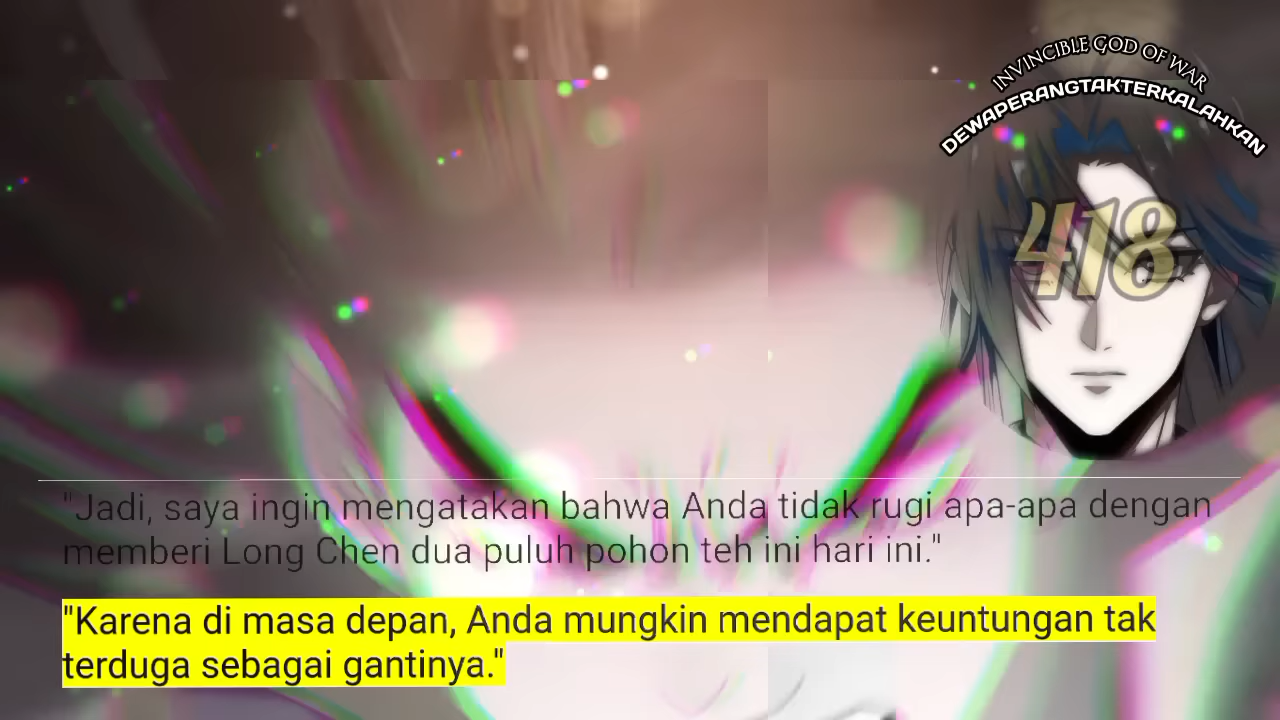 INVINCIBLE GOD OF WAR
DEWAPERANGTAKTERKALAHKAN
418
"Jadi, saya ingin mengatakan bahwa Anda tidak rugi apa-apa dengan
memberi Long Chen dua puluh pohon teh ini hari ini."
"Karena di masa depan, Anda mungkin mendapat keuntungan tak
terduga sebagai gantinya."